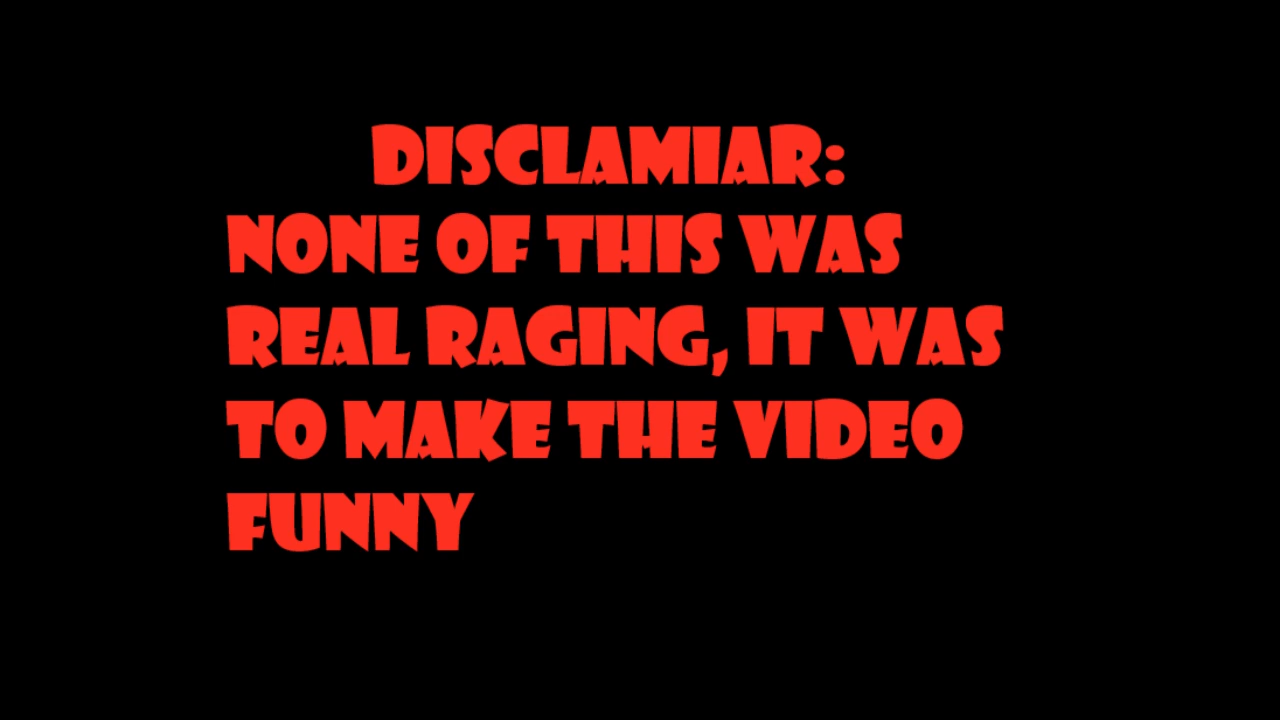 DISCLAMIAR:
NONE OF THIS WAS
REAL RAGING, IT WAS
TO MAKE THE VIDEO
FUNNY